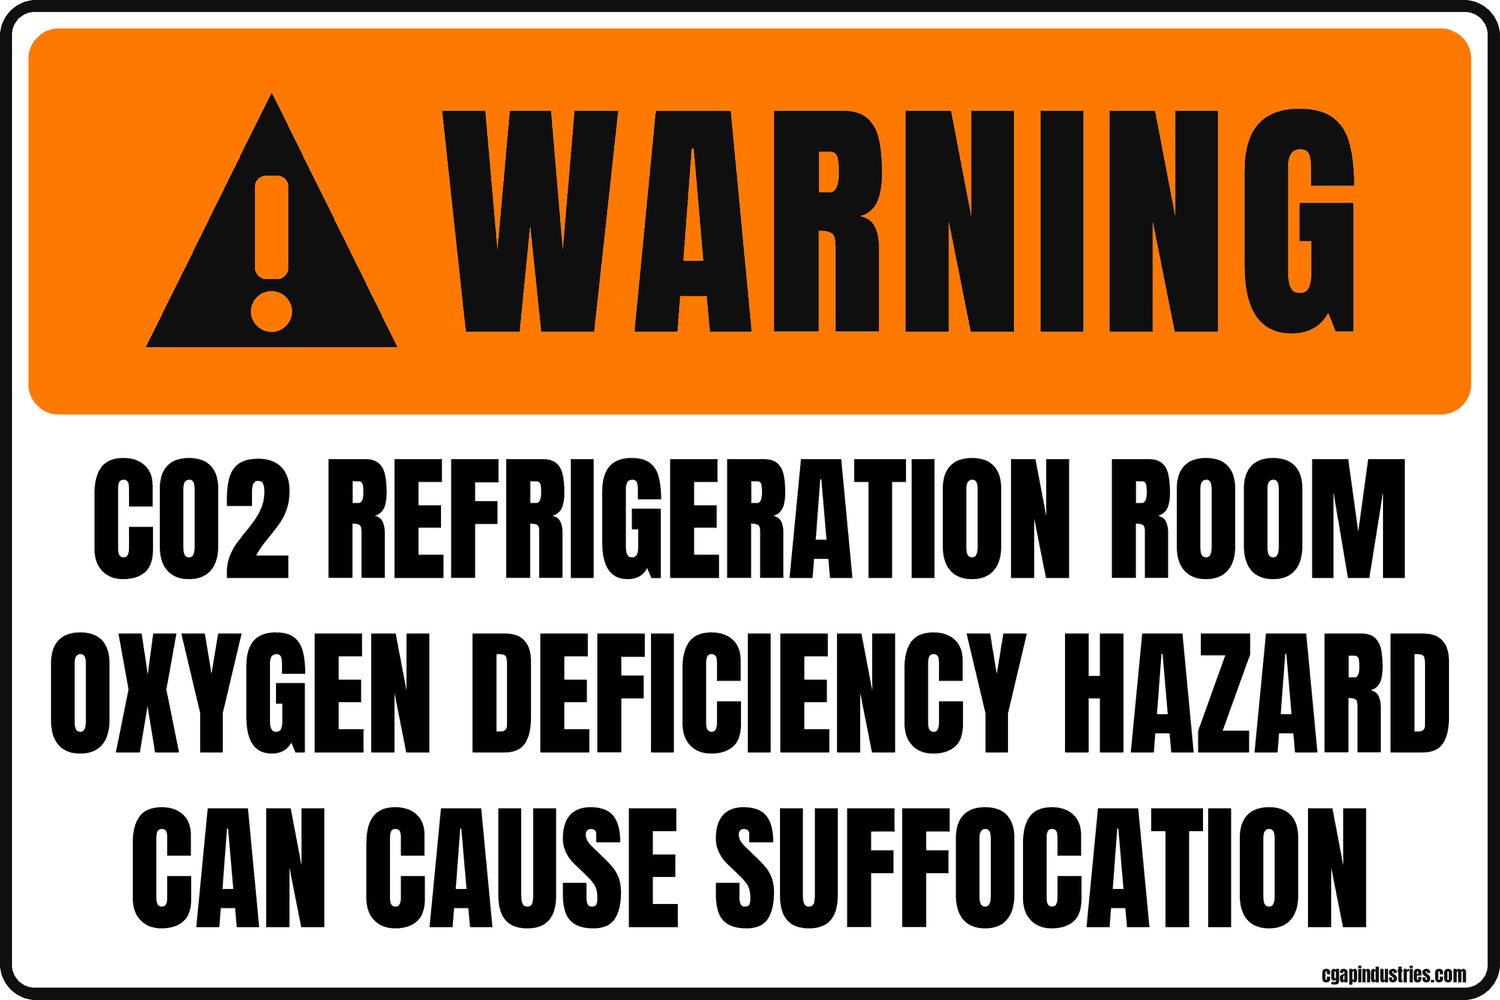 WARNING
CO2 REFRIGERATION ROOM
OXYGEN DEFICIENCY HAZARD
CAN CAUSE SUFFOCATION
cgapindustries.com